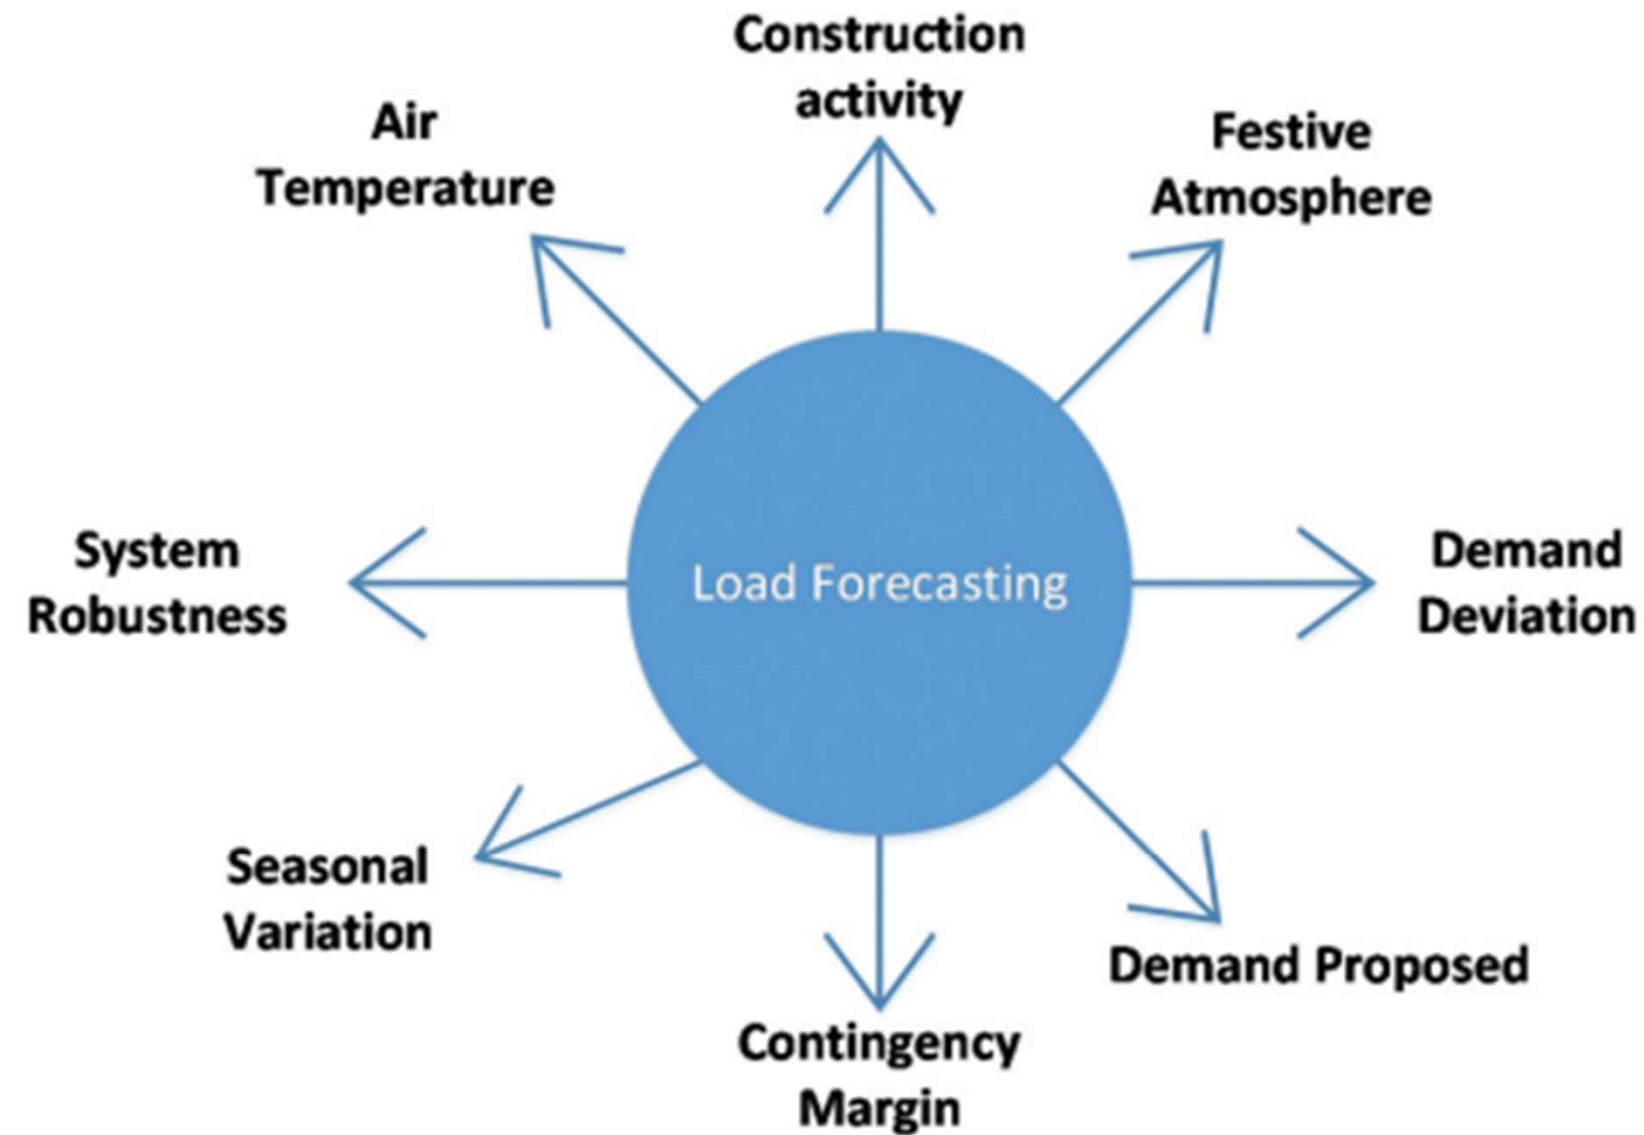 Construction
activity
Air
Temperature
Festive
Atmosphere
System
Robustness
Load Forecasting
Demand
Deviation
Seasonal
Variation
Demand Proposed
Contingency
Margin